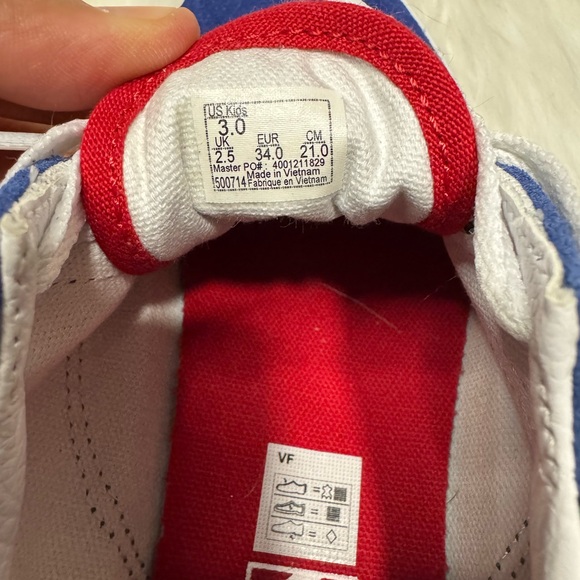 US Kids
3.0
UK EUR CM
2.5 34.0 21.0
Master PO# : 4001211829
Made in Vietnam
500714 Fabrique en Vietnam
VF